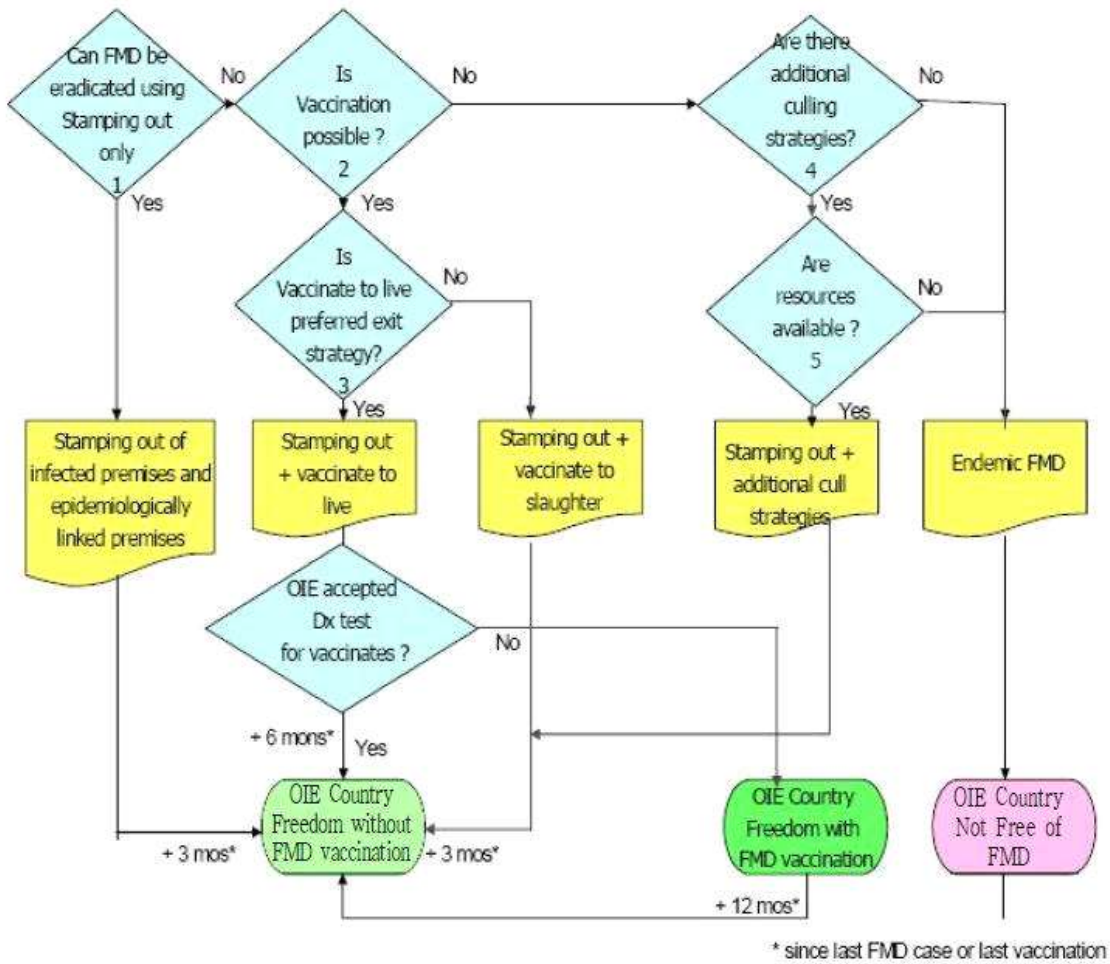 Can FMD be
eradicated using
Stamping out
only
1
No
Yes
Is
Vaccination
possible ?
2
No
Yes
Are there
additional
culling
strategies?
4
No
Yes
Is
Vaccinate to live
preferred exit
strategy?
3
No
Yes
Are
resources
available ?
5
No
Yes
Stamping out of
infected premises and
epidemiologically
linked premises
Stamping out
+ vaccinate to
live
Stamping out +
vaccinate to
slaughter
Stamping out +
additional cull
strategies
Endemic FMD
OIE accepted
Dx test
for vaccinates ?
No
+ 6 mons*
Yes
OIE Country
Freedom without
FMD vaccination
+ 3 mos*
+ 3 mos*
OIE Country
Freedom with
FMD vaccination
OIE Country
Not Free of
FMD
+ 12 mos*
* since last FMD case or last vaccination